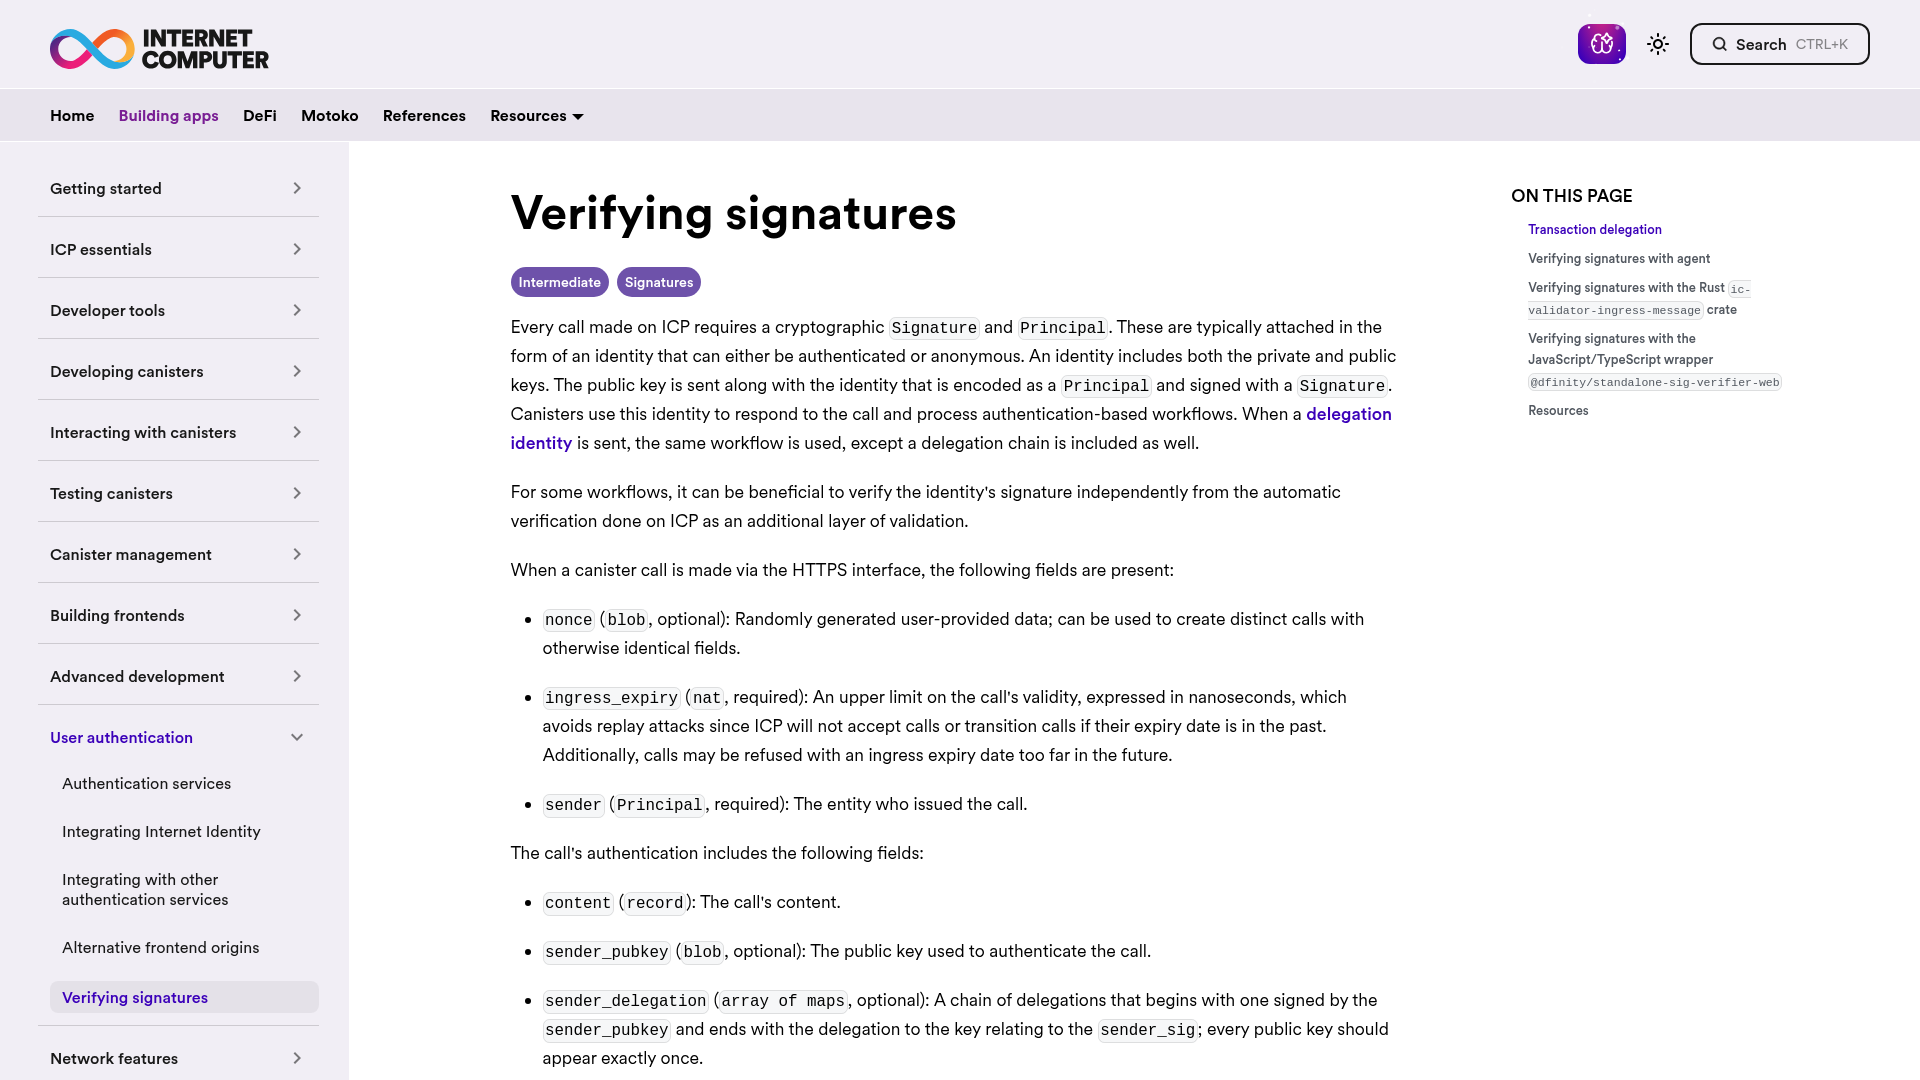 INTERNET
COMPUTER
Search CTRL+K
Home Building apps DeFi Motoko References Resources
Getting started
ICP essentials
Developer tools
Developing canisters
Interacting with canisters
Testing canisters
Canister management
Building frontends
Advanced development
User authentication
Authentication services
Integrating Internet Identity
Integrating with other
authentication services
Alternative frontend origins
Verifying signatures
Network features
Verifying signatures
Intermediate Signatures
Every call made on ICP requires a cryptographic Signature and Principal. These are typically attached in the
form of an identity that can either be authenticated or anonymous. An identity includes both the private and public
keys. The public key is sent along with the identity that is encoded as a Principal and signed with a Signature.
Canisters use this identity to respond to the call and process authentication-based workflows. When a delegation
identity is sent, the same workflow is used, except a delegation chain is included as well.
For some workflows, it can be beneficial to verify the identity's signature independently from the automatic
verification done on ICP as an additional layer of validation.
When a canister call is made via the HTTPS interface, the following fields are present:
• nonce (blob, optional): Randomly generated user-provided data; can be used to create distinct calls with
otherwise identical fields.
• ingress_expiry (nat, required): An upper limit on the call's validity, expressed in nanoseconds, which
avoids replay attacks since ICP will not accept calls or transition calls if their expiry date is in the past.
Additionally, calls may be refused with an ingress expiry date too far in the future.
• sender (Principal, required): The entity who issued the call.
The call's authentication includes the following fields:
• content (record): The call's content.
• sender_pubkey (blob, optional): The public key used to authenticate the call.
• sender_delegation (array of maps, optional): A chain of delegations that begins with one signed by the
sender_pubkey and ends with the delegation to the key relating to the sender_sig; every public key should
appear exactly once.
ON THIS PAGE
Transaction delegation
Verifying signatures with agent
Verifying signatures with the Rust ic-
validator-ingress-message crate
Verifying signatures with the
JavaScript/TypeScript wrapper
@dfinity/standalone-sig-verifier-web
Resources